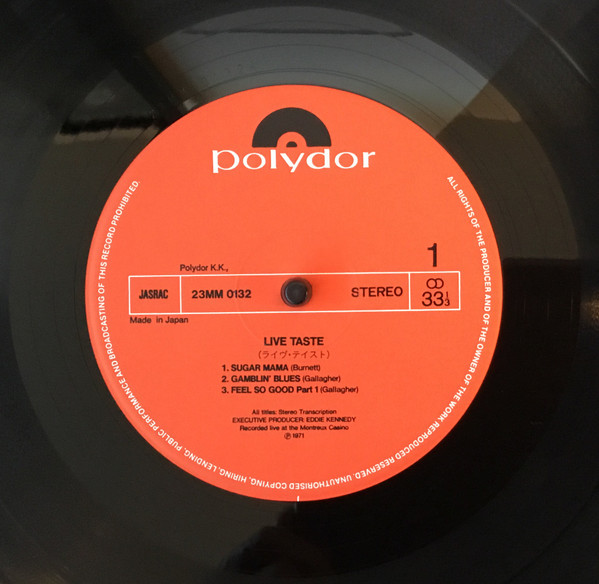 polydor
1
Polydor K.K.,
JASRAC
23MM 0132
STEREO
33 1/3
Made in Japan
LIVE TASTE
(ライヴ・テイスト)
1. SUGAR MAMA (Burnett)
2. GAMBLIN' BLUES (Gallagher)
3. FEEL SO GOOD Part 1 (Gallagher)
All titles: Stereo Transcription
EXECUTIVE PRODUCER: EDDIE KENNEDY
Recorded live at the Montreux Casino
℗ 1971
ALL RIGHTS OF THE PRODUCER AND OF THE OWNER OF THE WORK REPRODUCED RESERVED. UNAUTHORISED COPYING, HIRING, LENDING, PUBLIC PERFORMANCE AND BROADCASTING OF THIS RECORD PROHIBITED.